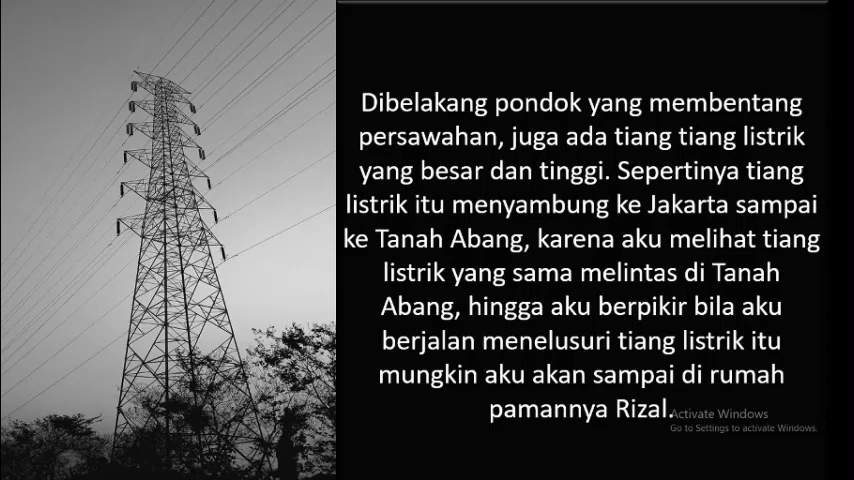 Dibelakang pondok yang membentang
persawahan, juga ada tiang tiang listrik
yang besar dan tinggi. Sepertinya tiang
listrik itu menyambung ke Jakarta sampai
ke Tanah Abang, karena aku melihat tiang
listrik yang sama melintas di Tanah
Abang, hingga aku berpikir bila aku
berjalan menelusuri tiang listrik itu
mungkin aku akan sampai di rumah
pamannya Rizal.
Activate Windows
Go to Settings to activate Windows.